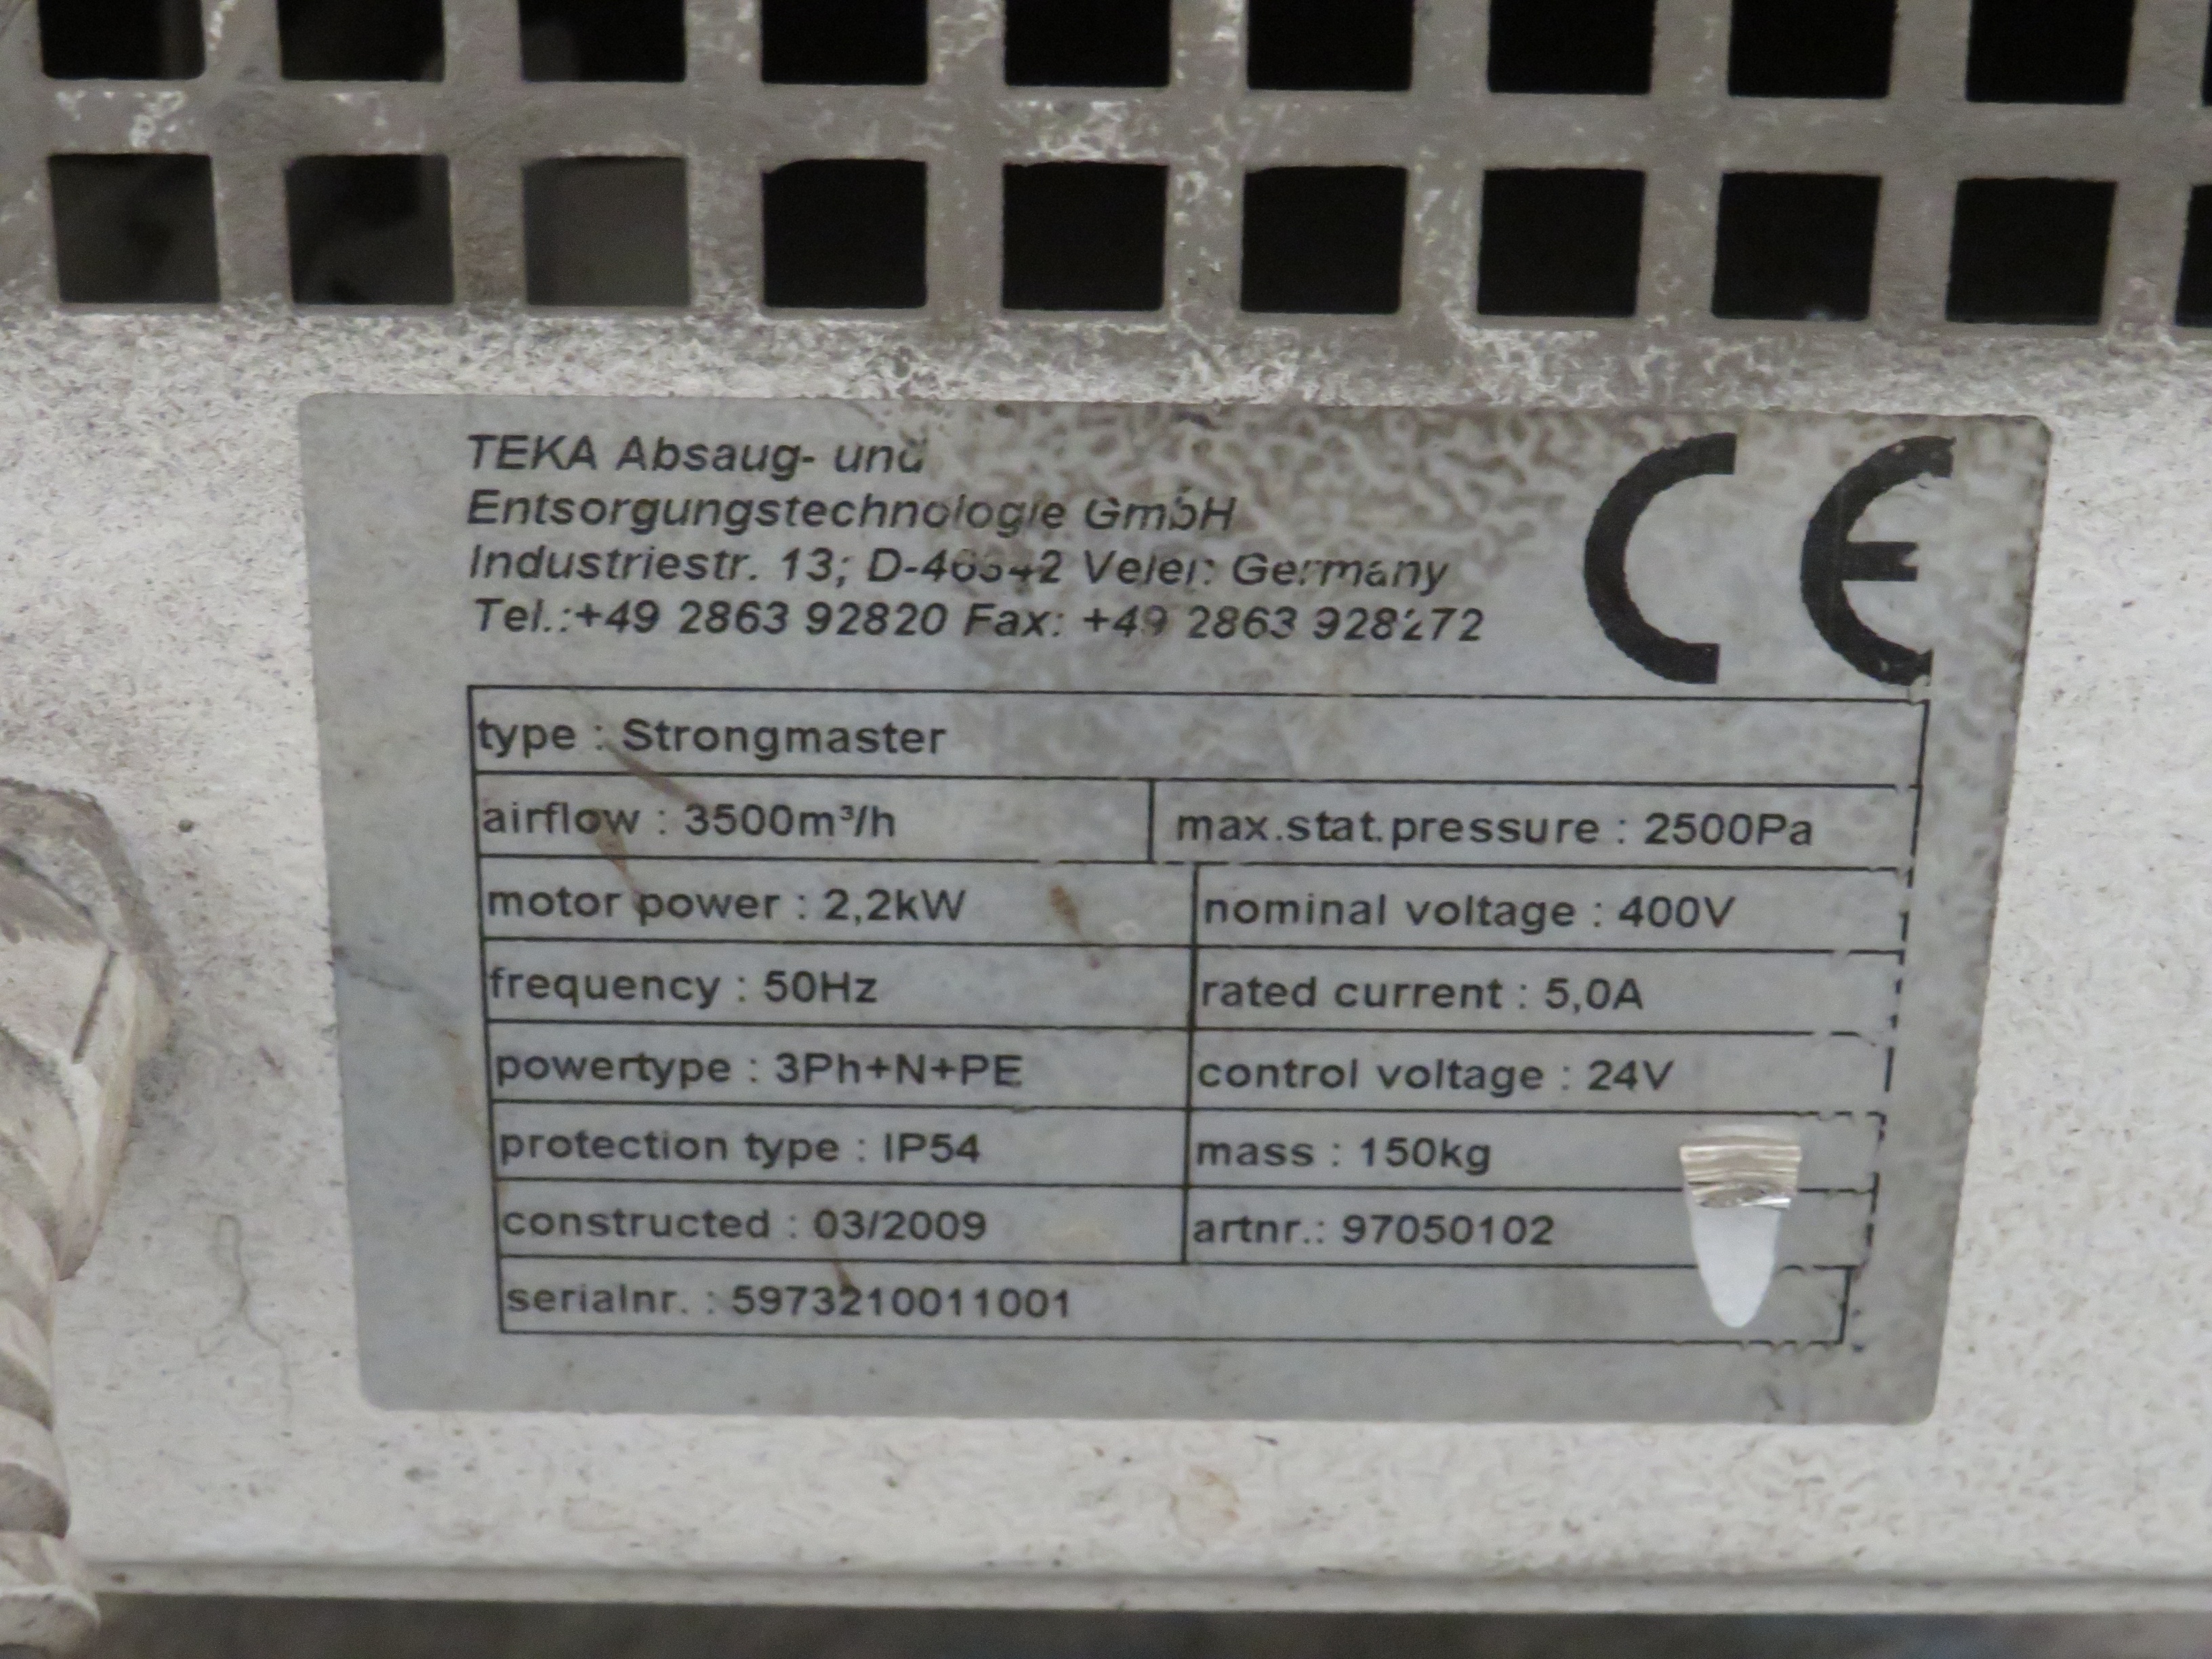 TEKA Absaug- und
Entsorgungstechnologie GmbH
Industriestr. 13; D-46342 Velen Germany
Tel.:+49 2863 92820 Fax: +49 2863 928272
CE
type : Strongmaster
airflow : 3500m³/h max.stat.pressure : 2500Pa
motor power : 2,2kW nominal voltage : 400V
frequency : 50Hz rated current : 5,0A
powertype : 3Ph+N+PE control voltage : 24V
protection type : IP54 mass : 150kg
constructed : 03/2009 artnr.: 97050102
serialnr. : 5973210011001